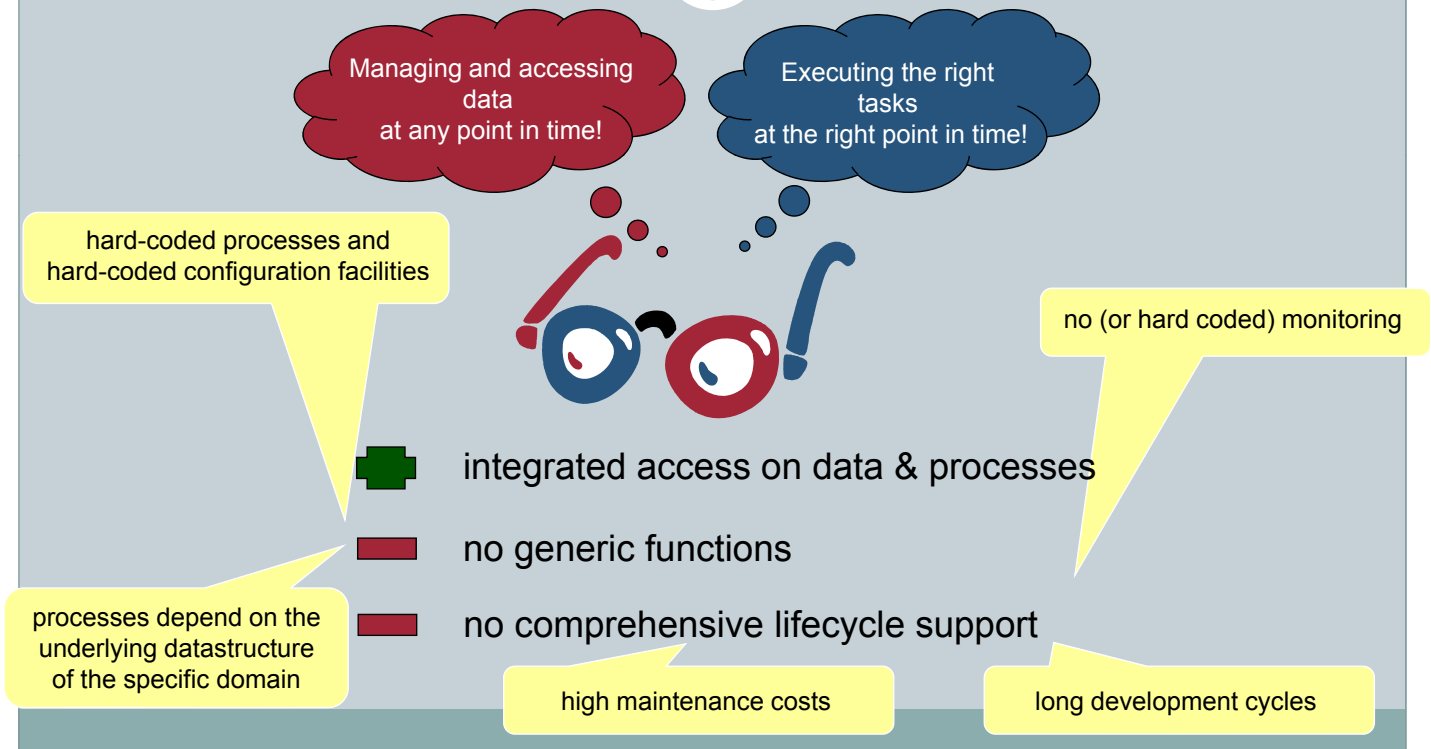 Managing and accessing
data
at any point in time!
Executing the right
tasks
at the right point in time!
hard-coded processes and
hard-coded configuration facilities
no (or hard coded) monitoring
integrated access on data & processes
no generic functions
processes depend on the
underlying datastructure
of the specific domain
no comprehensive lifecycle support
high maintenance costs
long development cycles